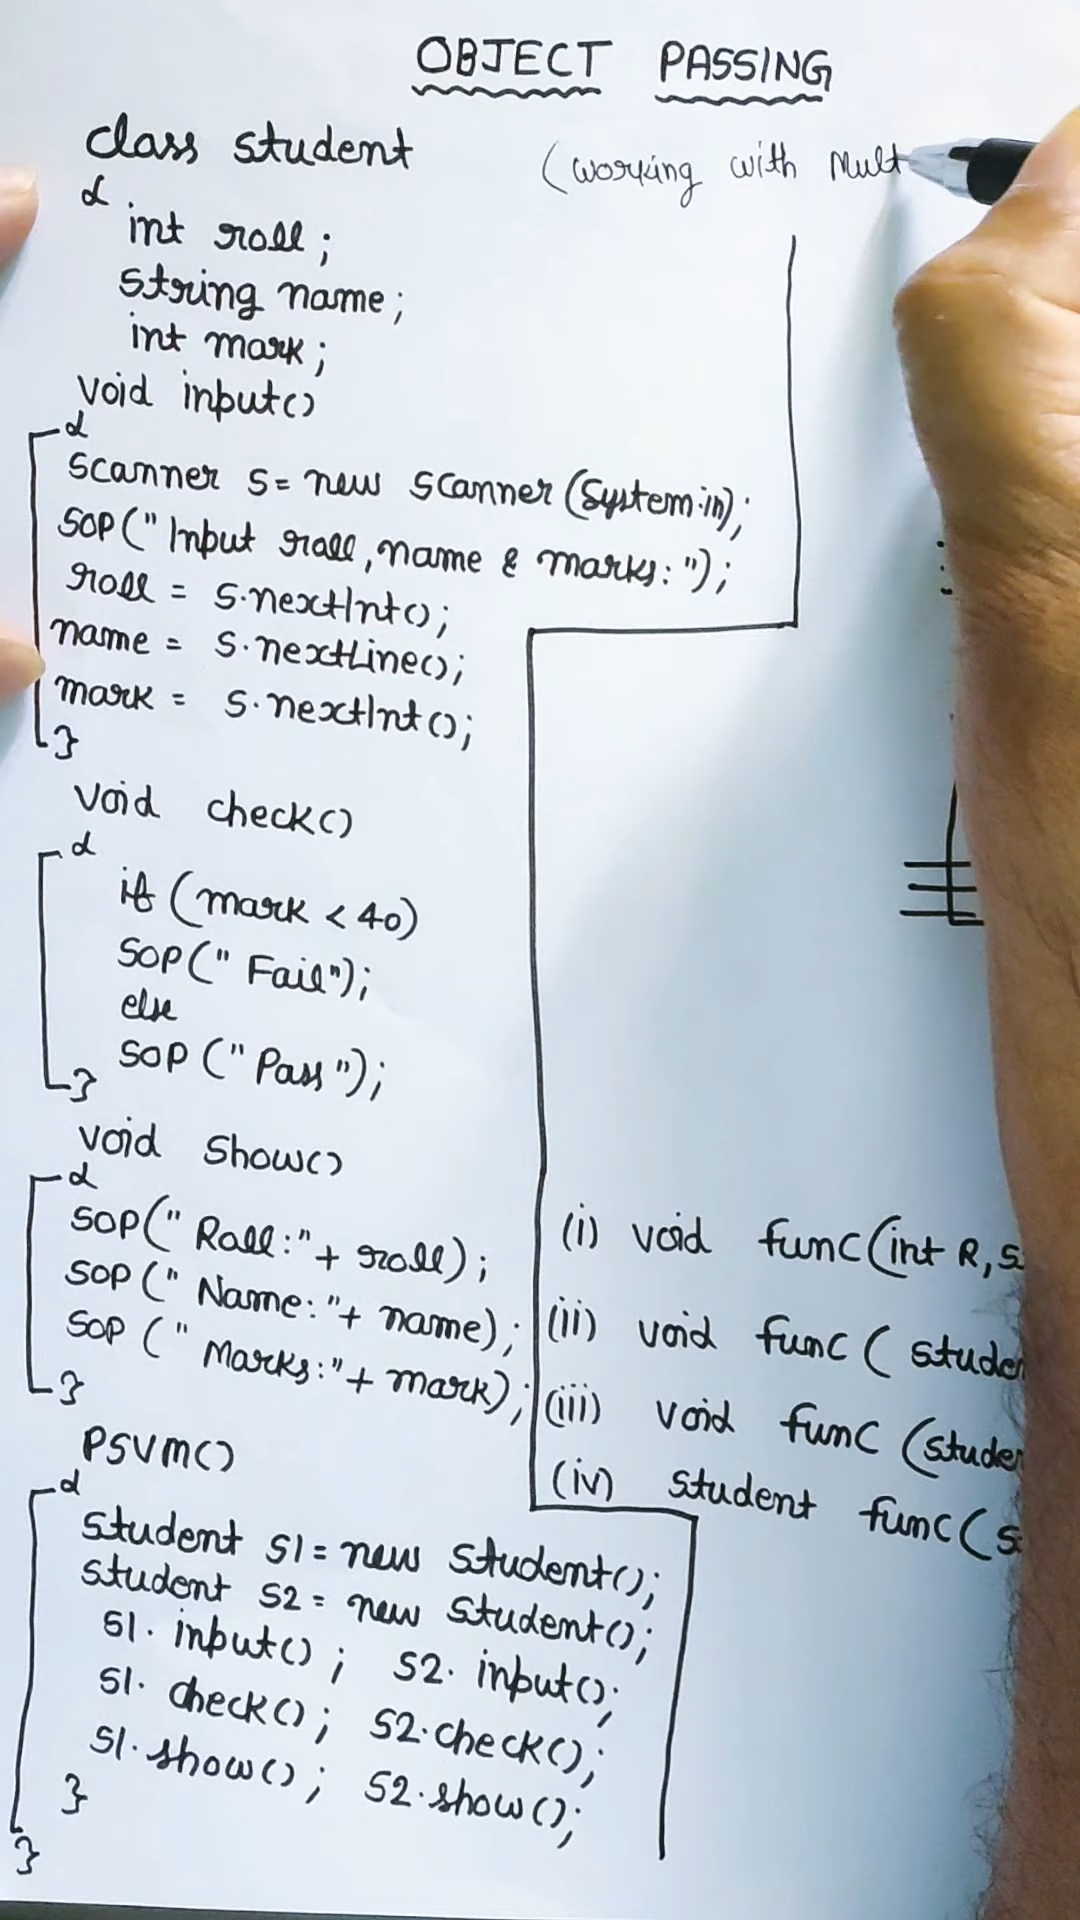 OBJECT PASSING
class student
(working with Mult
{
int roll;
string name;
int mark;
void input()
{
scanner s= new scanner(System.in);
SOP("Input roll, name & marks:");
roll = s.nextInt();
name = s.nextLine();
mark = s.nextInt();
}
void check()
{
if (mark < 40)
SOP("Fail");
else
SOP("Pass");
}
void show()
{
SOP("Roll:"+ roll);
SOP("Name:"+ name);
SOP("Marks:"+ mark);
}
PSVM()
{
student s1 = new student();
student s2 = new student();
s1.input(); s2.input();
s1.check(); s2.check();
s1.show(); s2.show();
}
}
(i) void func(int R, s
(ii) void func( studen
(iii) void func (studen
(iv) student func(s